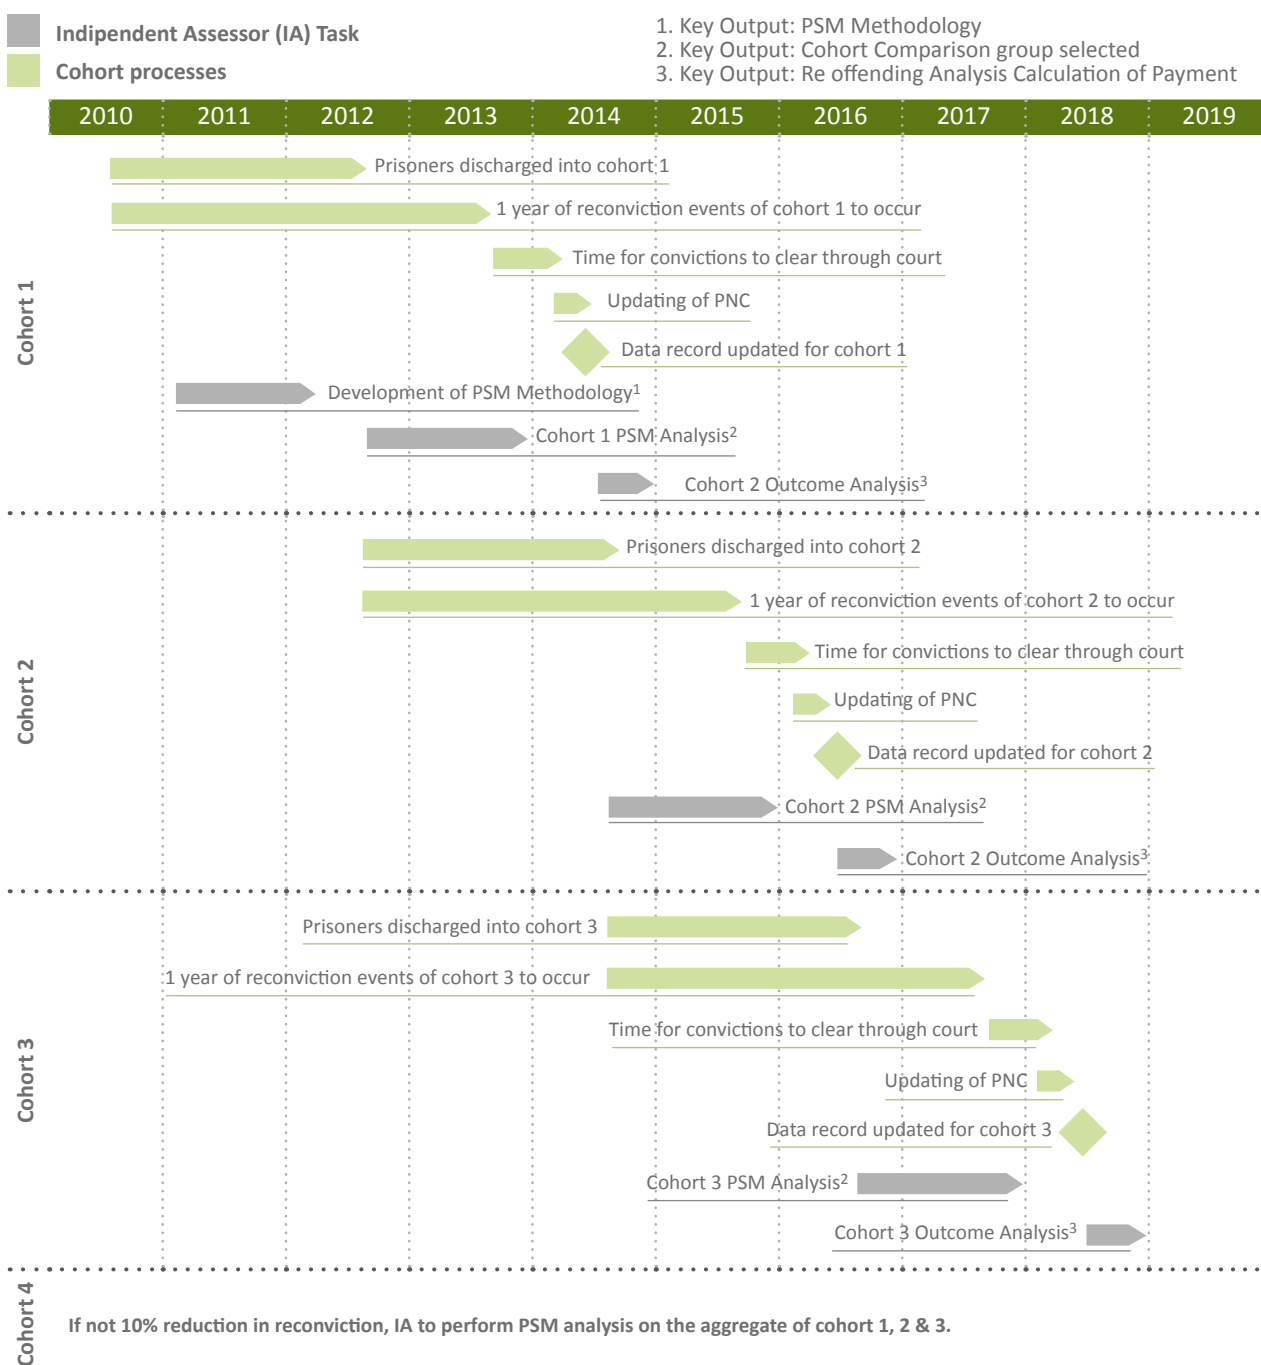 Indipendent Assessor (IA) Task
Cohort processes
1. Key Output: PSM Methodology
2. Key Output: Cohort Comparison group selected
3. Key Output: Re offending Analysis Calculation of Payment
2010 2011 2012 2013 2014 2015 2016 2017 2018 2019
Cohort 1
Prisoners discharged into cohort 1
1 year of reconviction events of cohort 1 to occur
Time for convictions to clear through court
Updating of PNC
Data record updated for cohort 1
Development of PSM Methodology1
Cohort 1 PSM Analysis2
Cohort 2 Outcome Analysis3
Cohort 2
Prisoners discharged into cohort 2
1 year of reconviction events of cohort 2 to occur
Time for convictions to clear through court
Updating of PNC
Data record updated for cohort 2
Cohort 2 PSM Analysis2
Cohort 2 Outcome Analysis3
Cohort 3
Prisoners discharged into cohort 3
1 year of reconviction events of cohort 3 to occur
Time for convictions to clear through court
Updating of PNC
Data record updated for cohort 3
Cohort 3 PSM Analysis2
Cohort 3 Outcome Analysis3
Cohort 4
If not 10% reduction in reconviction, IA to perform PSM analysis on the aggregate of cohort 1, 2 & 3.